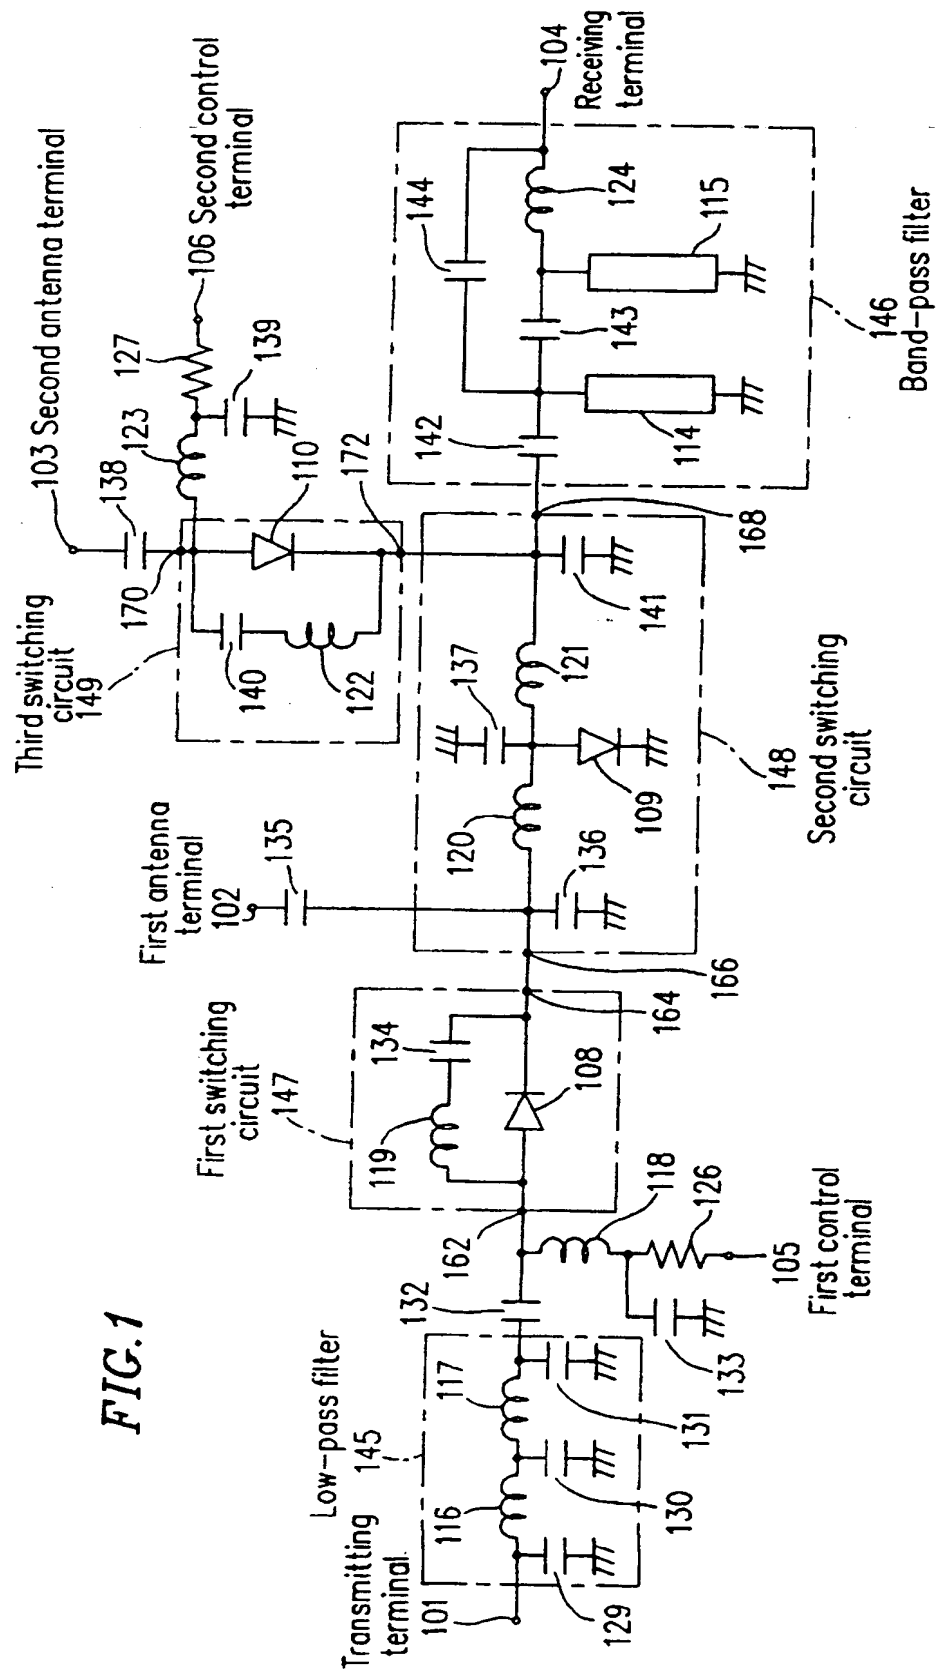 FIG.1
Third switching
circuit
149
103 Second antenna terminal
106 Second control
terminal
138
123
127
139
170
110
172
140
122
First antenna
terminal
102
135
First switching
circuit
147
119
134
108
164
166
162
120
137
121
136
109
141
168
148
Second switching
circuit
142
144
143
124
114
115
104
Receiving
terminal
146
Band-pass filter
Low-pass filter
145
Transmitting
terminal
101
116
117
132
129
130
131
133
118
126
105
First control
terminal